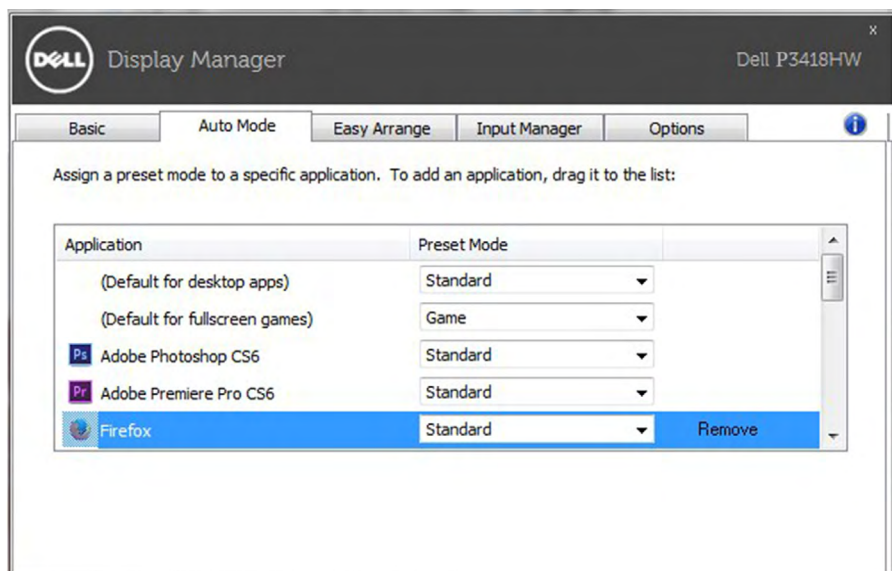 x
DELL Display Manager Dell P3418HW
Basic Auto Mode Easy Arrange Input Manager Options i
Assign a preset mode to a specific application. To add an application, drag it to the list:
Application Preset Mode
(Default for desktop apps) Standard
(Default for fullscreen games) Game
Ps Adobe Photoshop CS6 Standard
Pr Adobe Premiere Pro CS6 Standard
Firefox Standard Remove